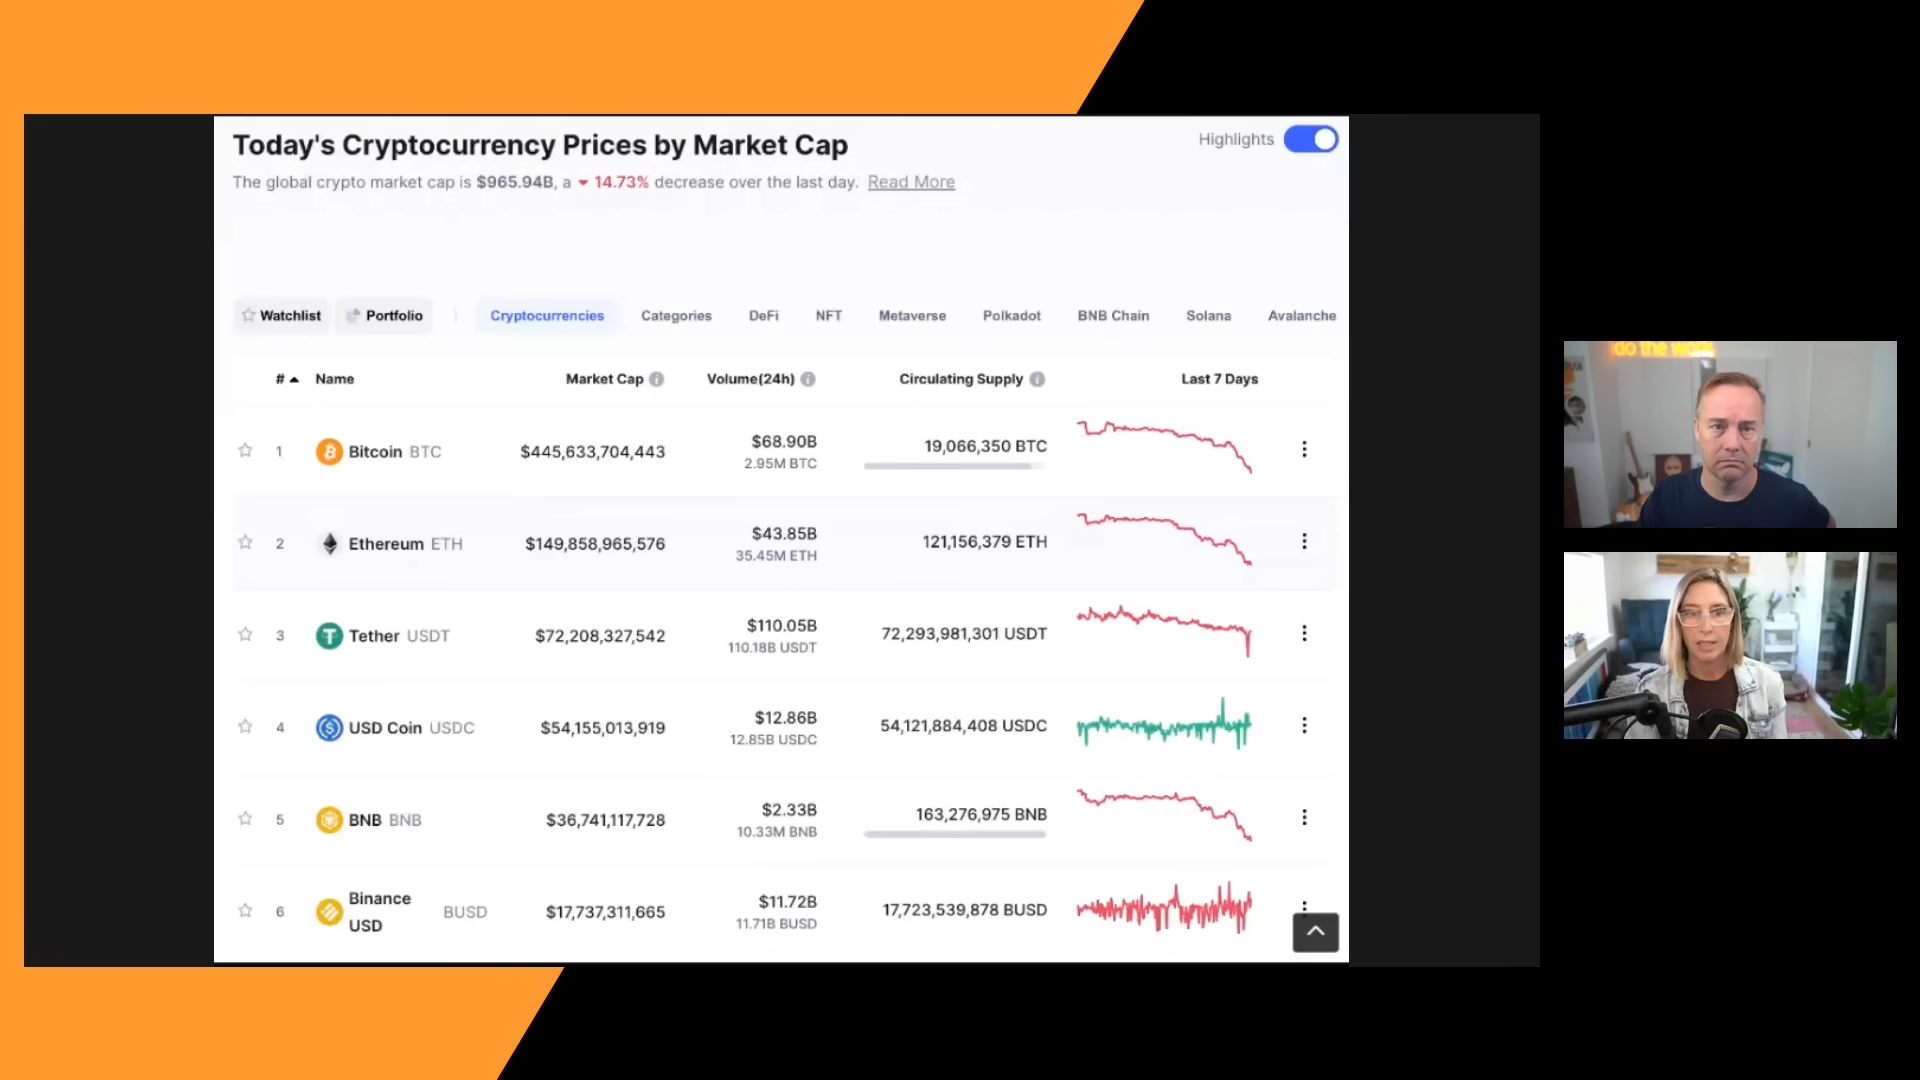 Today's Cryptocurrency Prices by Market Cap
Highlights
The global crypto market cap is $965.94B, a 14.73% decrease over the last day. Read More
Watchlist Portfolio Cryptocurrencies Categories DeFi NFT Metaverse Polkadot BNB Chain Solana Avalanche
# Name Market Cap Volume(24h) Circulating Supply Last 7 Days
1 Bitcoin BTC $445,633,704,443 $68.90B 19,066,350 BTC
2.95M BTC
2 Ethereum ETH $149,858,965,576 $43.85B 121,156,379 ETH
35.45M ETH
3 Tether USDT $72,208,327,542 $110.05B 72,293,981,301 USDT
110.18B USDT
4 USD Coin USDC $54,155,013,919 $12.86B 54,121,884,408 USDC
12.85B USDC
5 BNB BNB $36,741,117,728 $2.33B 163,276,975 BNB
10.33M BNB
6 Binance USD BUSD $17,737,311,665 $11.72B 17,723,539,878 BUSD
11.71B BUSD
do the work